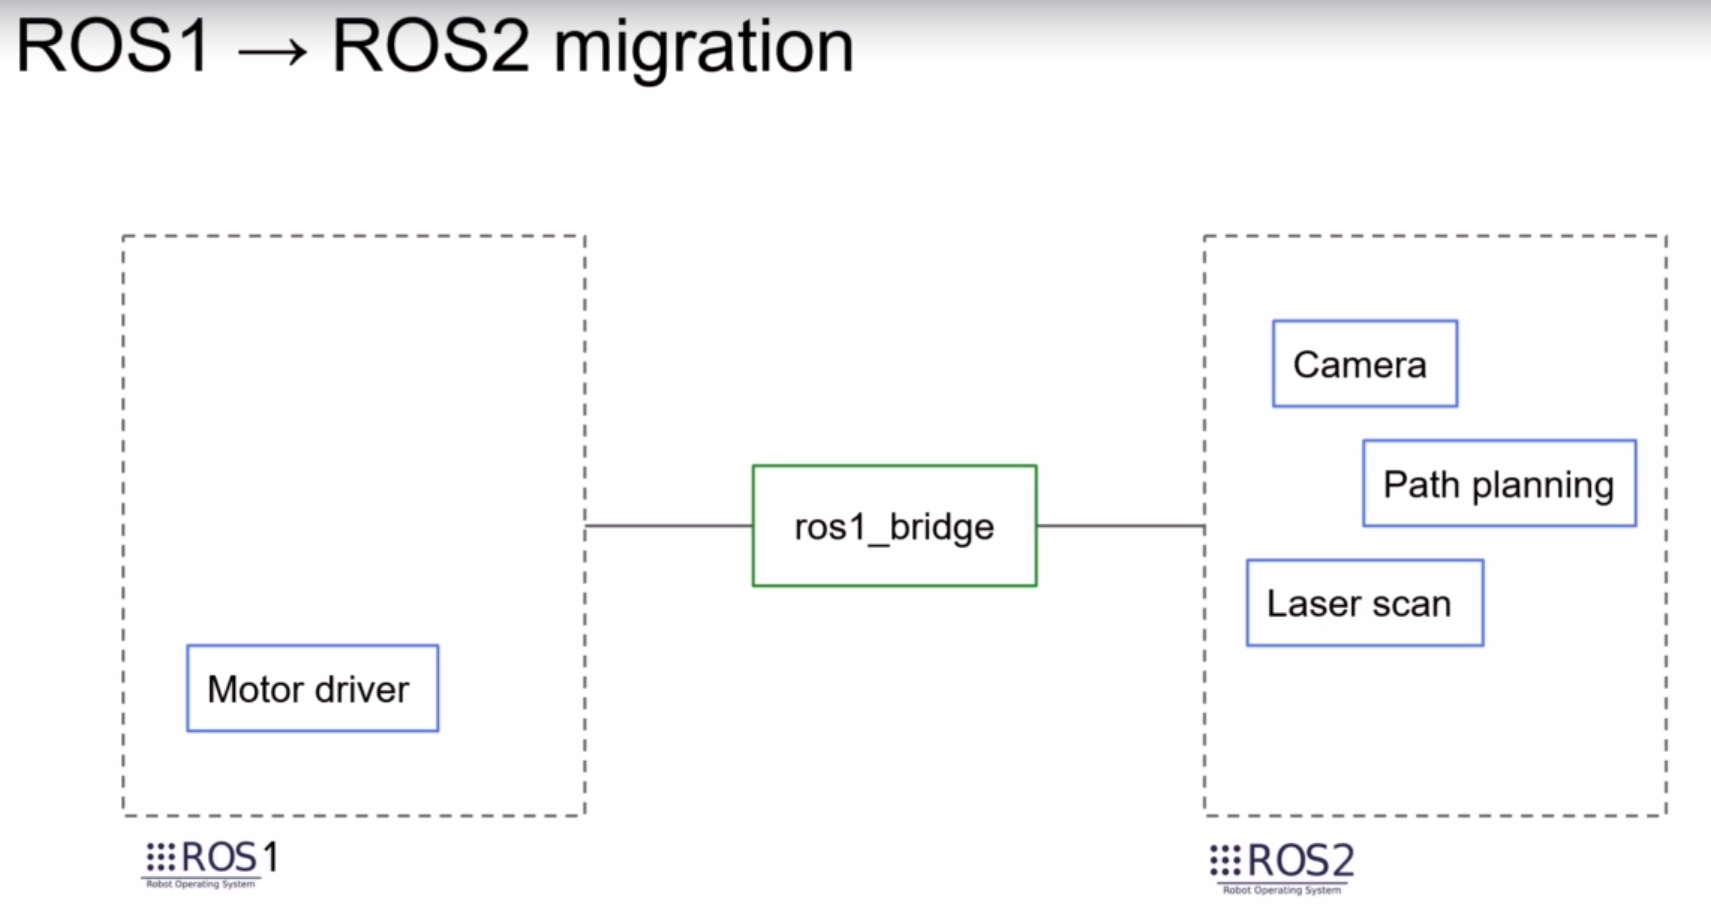 ROS1 → ROS2 migration
Camera
Path planning
ros1_bridge
Laser scan
Motor driver
ROS1
Robot Operating System
ROS2
Robot Operating System